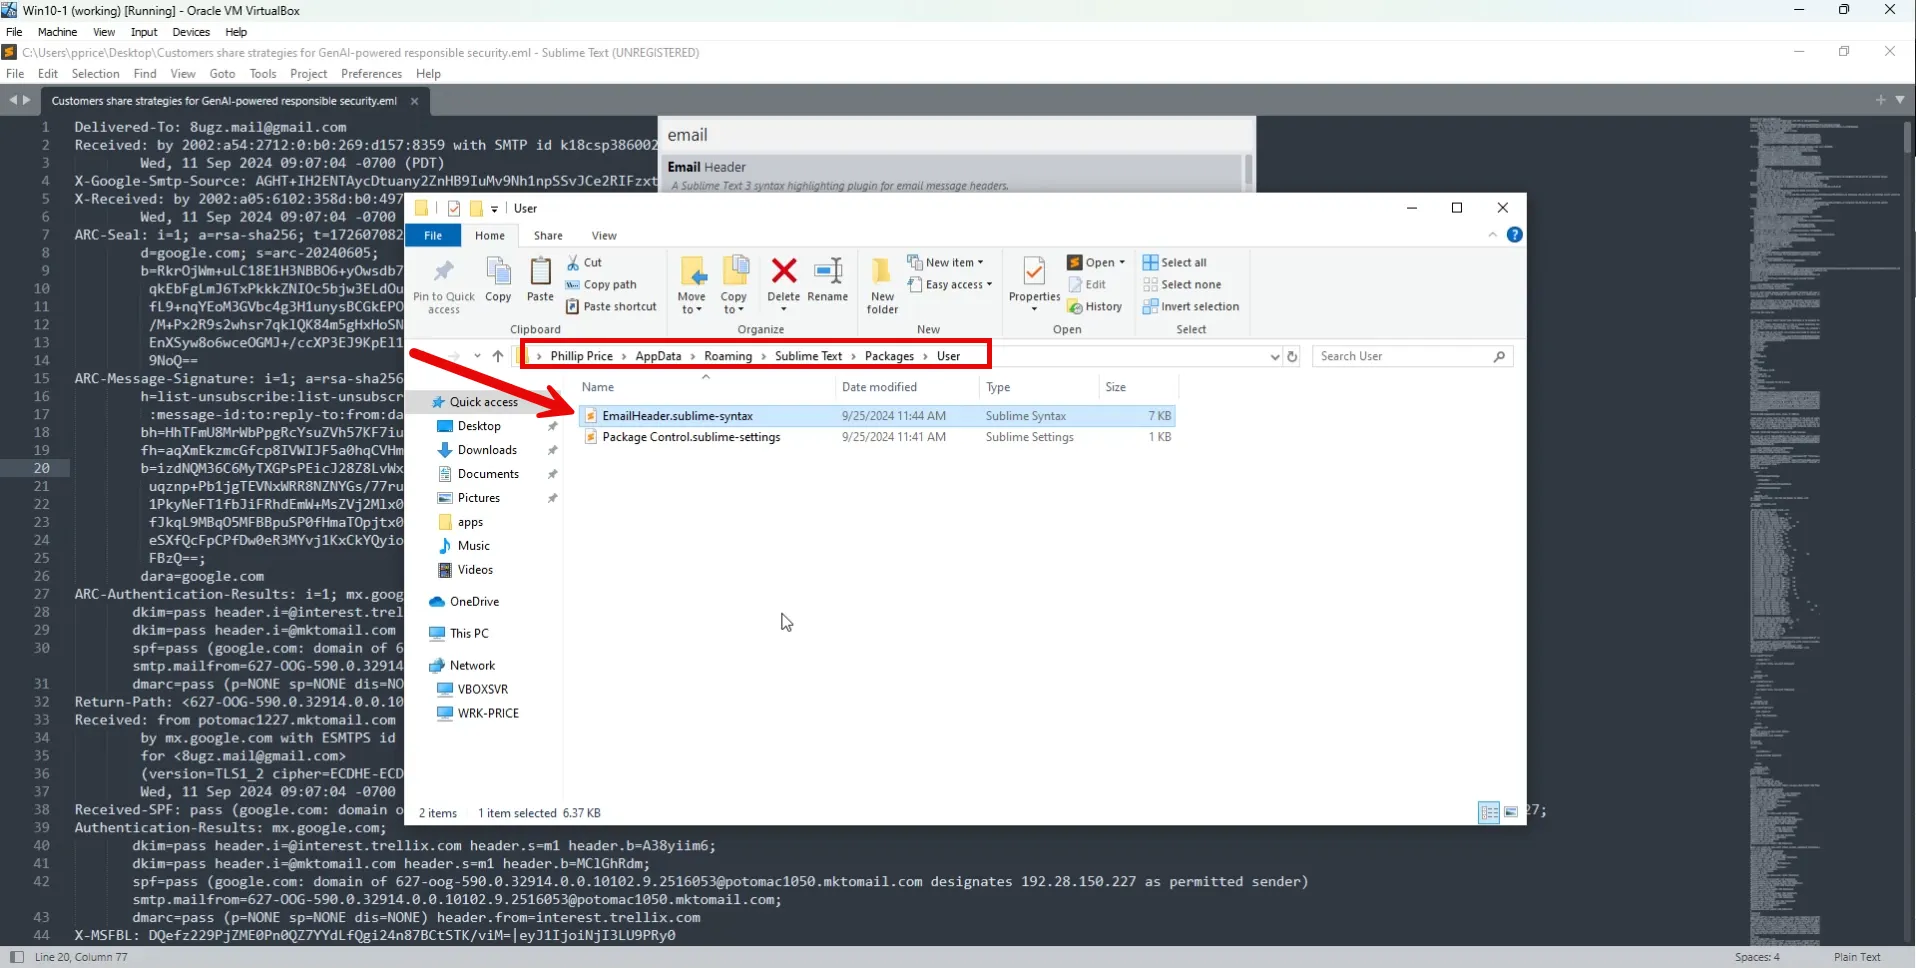 Win10-1 (working) [Running] - Oracle VM VirtualBox
File Machine View Input Devices Help
C:\Users\pprice\Desktop\Customers share strategies for GenAI-powered responsible security.eml - Sublime Text (UNREGISTERED)
File Edit Selection Find View Goto Tools Project Preferences Help
Customers share strategies for GenAI-powered responsible security.eml
email
Email Header
A Sublime Text 3 syntax highlighting plugin for email message headers.
1 Delivered-To: 8ugz.mail@gmail.com
2 Received: by 2002:a54:2712:0:b0:269:d157:8359 with SMTP id k18csp386002
3 Wed, 11 Sep 2024 09:07:04 -0700 (PDT)
4 X-Google-Smtp-Source: AGHT+IH2ENTAycDtuany2ZnHB9IuMv9Nh1npSSvJCe2RIFzxt
5 X-Received: by 2002:a05:6102:358d:b0:497
6 Wed, 11 Sep 2024 09:07:04 -0700
7 ARC-Seal: i=1; a=rsa-sha256; t=172607082
8 d=google.com; s=arc-20240605;
9 b=RkrOjWm+uLC18E1H3NBBO6+yOwsdb7
10 qkEbFgLmJ6TxPkkkZNIOc5bjw3ELdOu
11 fL9+nqYEoM3GVbc4g3H1unysBCGkEPO
12 /M+Px2R9s2whsr7qklQK84m5gHxHoSN
13 EnXSyw8o6wceOGMJ+/ccXP3EJ9KpEl1
14 9NoQ==
15 ARC-Message-Signature: i=1; a=rsa-sha256
16 h=list-unsubscribe:list-unsubscr
17 :message-id:to:reply-to:from:da
18 bh=HhTFmU8MrWbPpgRcYsuZVh57KF7iu
19 fh=aqXmEkzmcGfcp8IVWIJF5a0hqCVHm
20 b=izdNQM36C6MyTXGPsPEicJ28Z8LvWx
21 uqznp+Pb1jgTEVNxWRR8NZNYGs/77ru
22 1PkyNeFT1fbJiFRhdEmW+MsZVj2Mlx0
23 fJkqL9MBqO5MFBBpuSP0fHmaTOpjtx0
24 eSXfQcFpCPfDw0eR3MYvj1KxCkYQyio
25 FBzQ==;
26 dara=google.com
27 ARC-Authentication-Results: i=1; mx.goog
28 dkim=pass header.i=@interest.trel
29 dkim=pass header.i=@mktomail.com
30 spf=pass (google.com: domain of 6
smtp.mailfrom=627-OOG-590.0.32914
31 dmarc=pass (p=NONE sp=NONE dis=NO
32 Return-Path: <627-OOG-590.0.32914.0.0.10
33 Received: from potomac1227.mktomail.com
34 by mx.google.com with ESMTPS id
35 for <8ugz.mail@gmail.com>
36 (version=TLS1_2 cipher=ECDHE-ECD
37 Wed, 11 Sep 2024 09:07:04 -0700
38 Received-SPF: pass (google.com: domain o
27;
39 Authentication-Results: mx.google.com;
40 dkim=pass header.i=@interest.trellix.com header.s=m1 header.b=A38yiim6;
41 dkim=pass header.i=@mktomail.com header.s=m1 header.b=MClGhRdm;
42 spf=pass (google.com: domain of 627-oog-590.0.32914.0.0.10102.9.2516053@potomac1050.mktomail.com designates 192.28.150.227 as permitted sender)
smtp.mailfrom=627-OOG-590.0.32914.0.0.10102.9.2516053@potomac1050.mktomail.com;
43 dmarc=pass (p=NONE sp=NONE dis=NONE) header.from=interest.trellix.com
44 X-MSFBL: DQefz229PjZME0Pn0QZ7YYdLfQgi24n87BCtSTK/viM=|eyJ1IjoiNjI3LU9PRy0
User
File Home Share View
Pin to Quick access
Copy
Paste
Cut
Copy path
Paste shortcut
Clipboard
Move to
Copy to
Delete
Rename
Organize
New folder
New item
Easy access
New
Properties
Open
Edit
History
Open
Select all
Select none
Invert selection
Select
Phillip Price › AppData › Roaming › Sublime Text › Packages › User
Search User
Name Date modified Type Size
EmailHeader.sublime-syntax 9/25/2024 11:44 AM Sublime Syntax 7 KB
Package Control.sublime-settings 9/25/2024 11:41 AM Sublime Settings 1 KB
Quick access
Desktop
Downloads
Documents
Pictures
apps
Music
Videos
OneDrive
This PC
Network
VBOXSVR
WRK-PRICE
2 items 1 item selected 6.37 KB
Line 20, Column 77 Spaces: 4 Plain Text